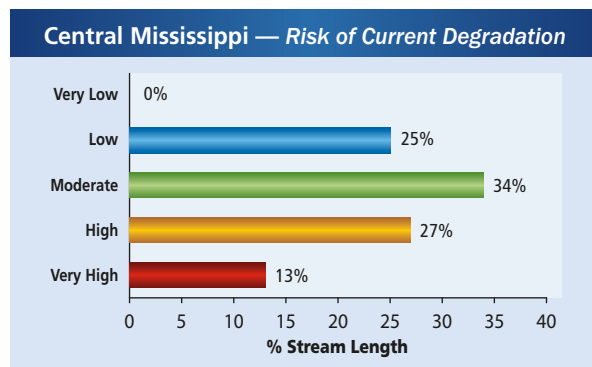 Central Mississippi — Risk of Current Degradation
Very Low 0%
Low 25%
Moderate 34%
High 27%
Very High 13%
0 5 10 15 20 25 30 35 40
% Stream Length